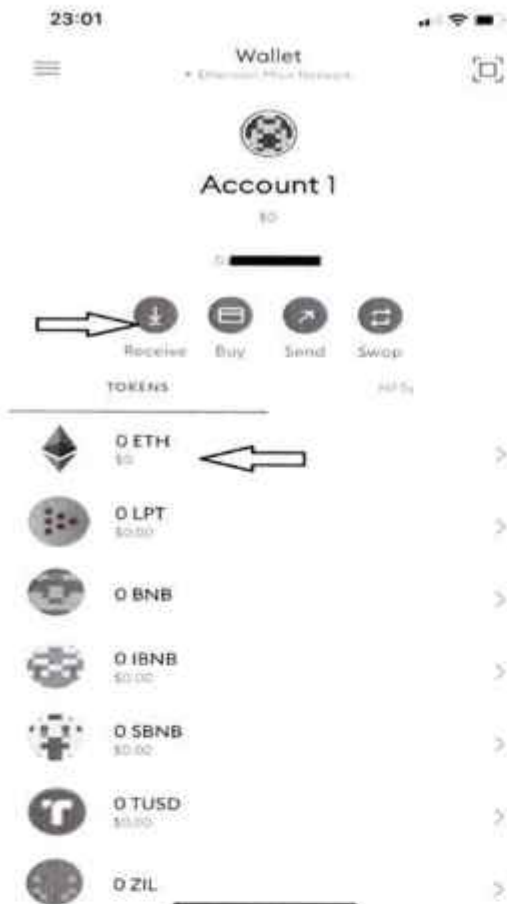 23:01
Wallet
Account 1
$0
Receive Buy Send Swap
TOKENS
0 ETH
$0
0 LPT
$0.00
0 BNB
0 IBNB
$0.00
0 SBNB
$0.00
0 TUSD
$0.00
0 ZIL